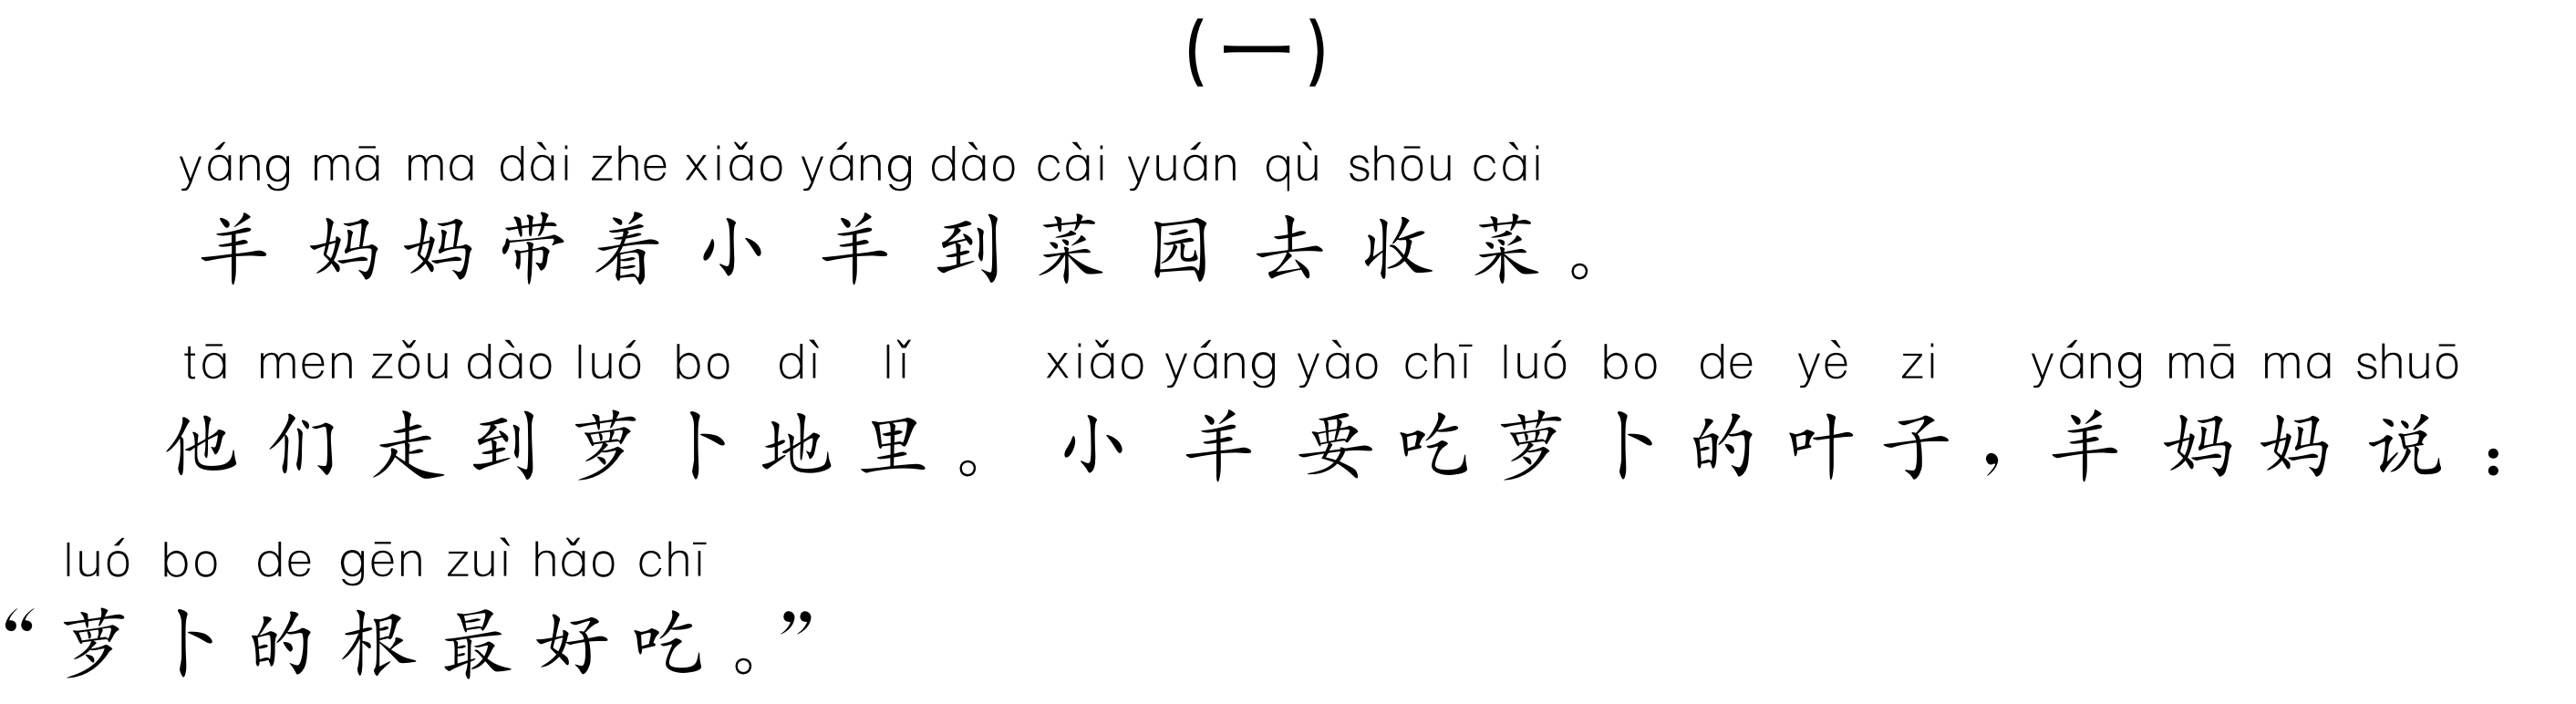 (一)
yáng mā ma dài zhe xiǎo yáng dào cài yuán qù shōu cài
羊妈妈带着小羊到菜园去收菜。
tā men zǒu dào luó bo dì lǐ xiǎo yáng yào chī luó bo de yè zi yáng mā ma shuō
他们走到萝卜地里。小羊要吃萝卜的叶子，羊妈妈说：
luó bo de gēn zuì hǎo chī
“萝卜的根最好吃。”